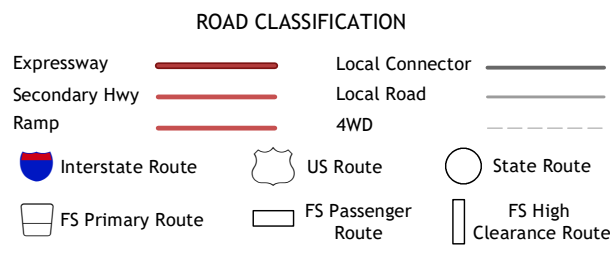 ROAD CLASSIFICATION
Expressway
Local Connector
Secondary Hwy
Local Road
Ramp
4WD
Interstate Route
US Route
State Route
FS Primary Route
FS Passenger
Route
FS High
Clearance Route